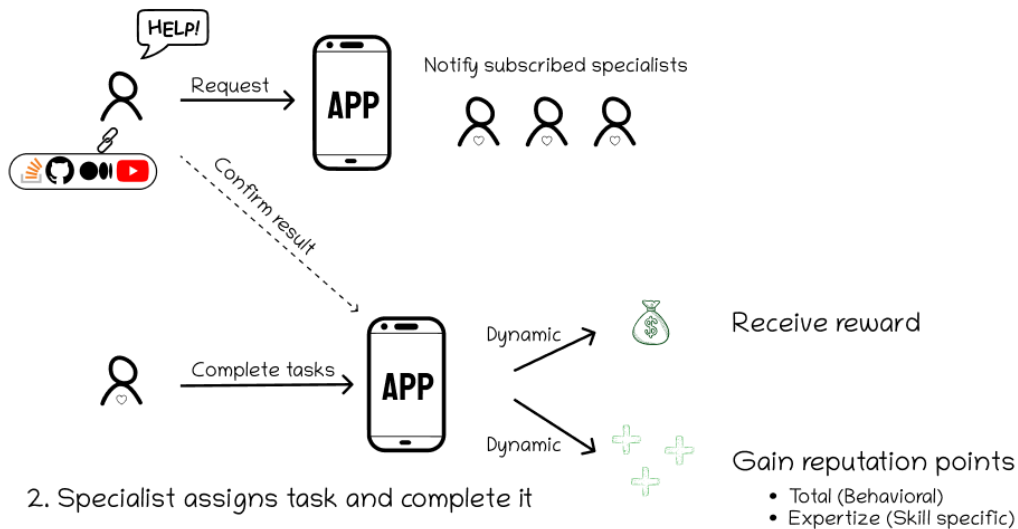 HELP!
Request
APP
Notify subscribed specialists
Confirm result
Complete tasks
APP
Dynamic
Receive reward
Dynamic
Gain reputation points
• Total (Behavioral)
• Expertize (Skill specific)
2. Specialist assigns task and complete it